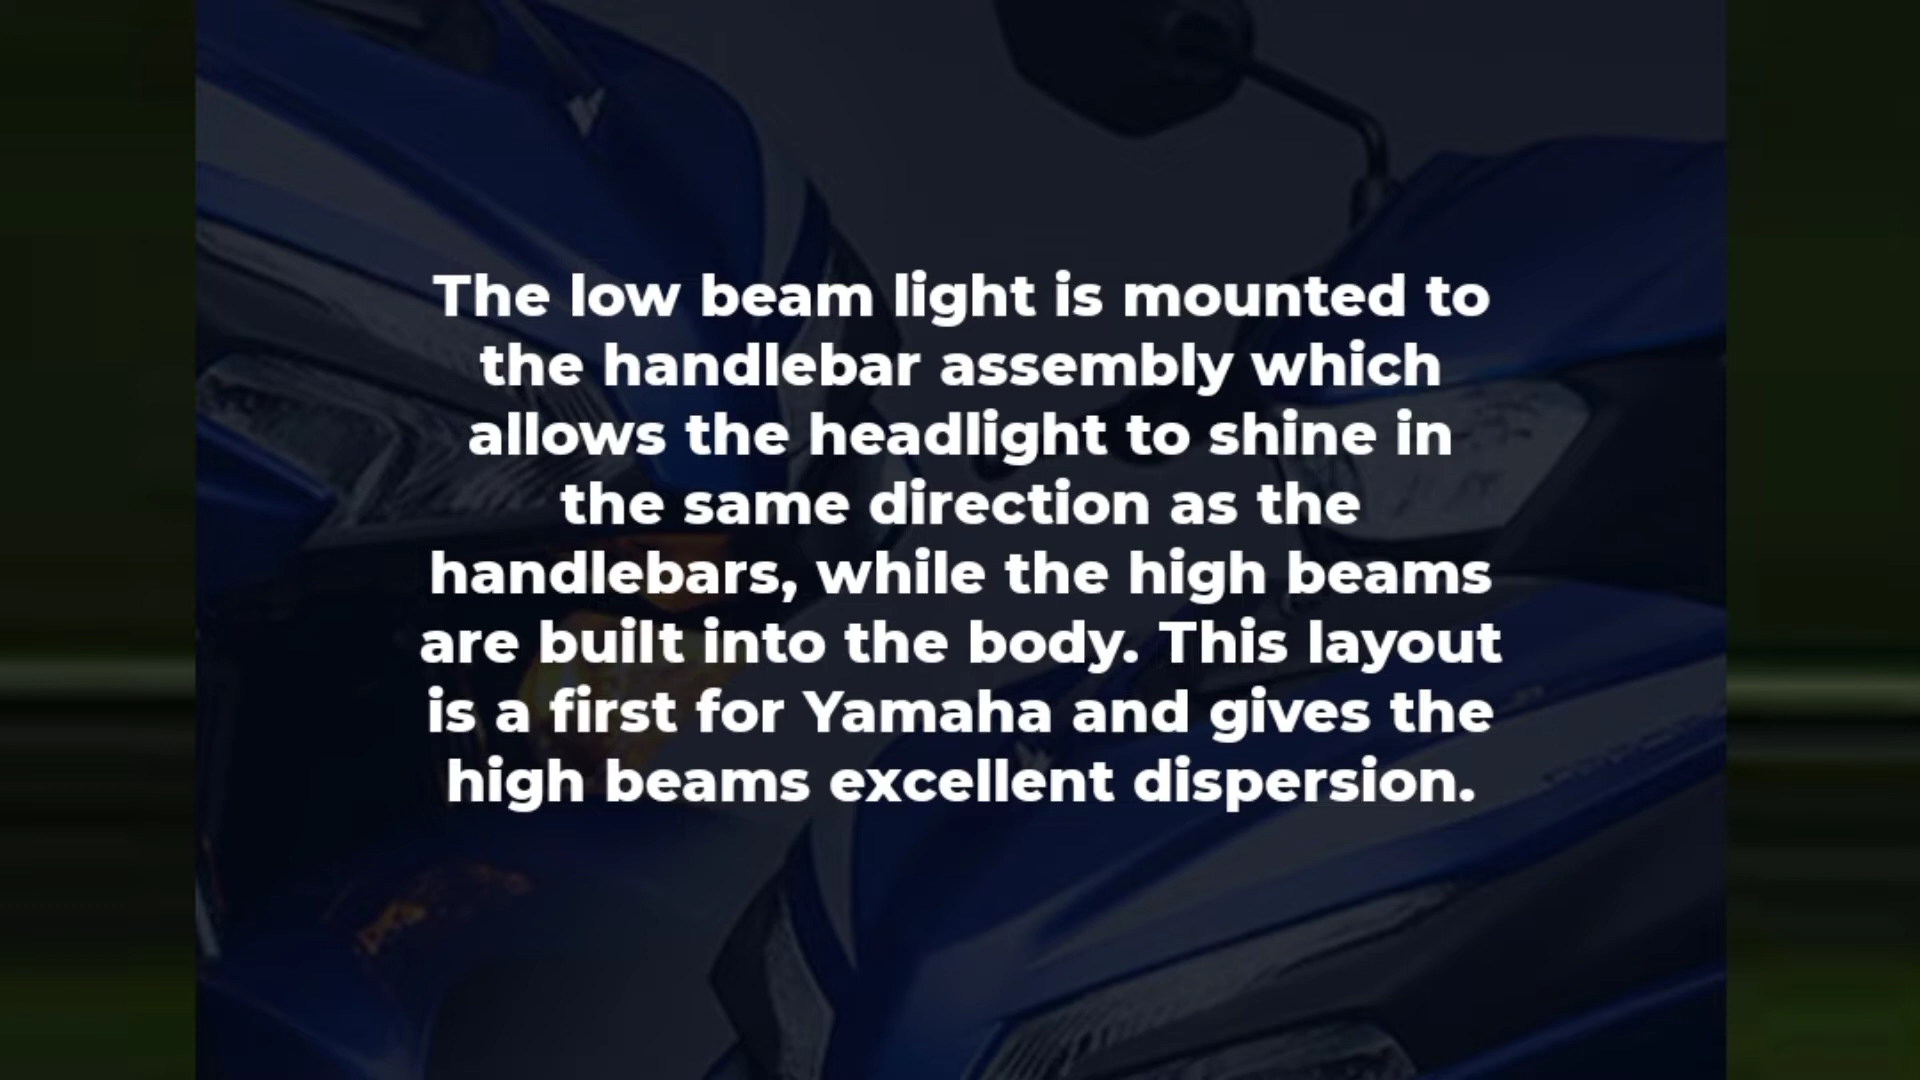 The low beam light is mounted to
the handlebar assembly which
allows the headlight to shine in
the same direction as the
handlebars, while the high beams
are built into the body. This layout
is a first for Yamaha and gives the
high beams excellent dispersion.